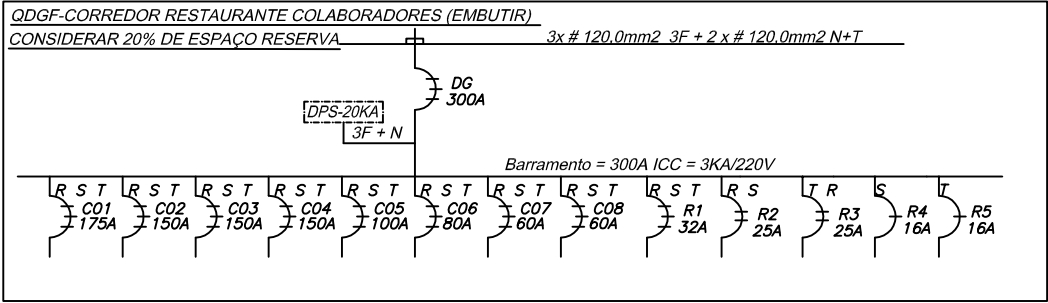 QDGF-CORREDOR RESTAURANTE COLABORADORES (EMBUTIR)
CONSIDERAR 20% DE ESPAÇO RESERVA
3x # 120,0mm2 3F + 2 x # 120,0mm2 N+T
DG
300A
DPS-20KA
3F + N
Barramento = 300A ICC = 3KA/220V
R S T
C01
175A
R S T
C02
150A
R S T
C03
150A
R S T
C04
150A
R S T
C05
100A
R S T
C06
80A
R S T
C07
60A
R S T
C08
60A
R S T
R1
32A
R S
R2
25A
T R
R3
25A
S
R4
16A
T
R5
16A